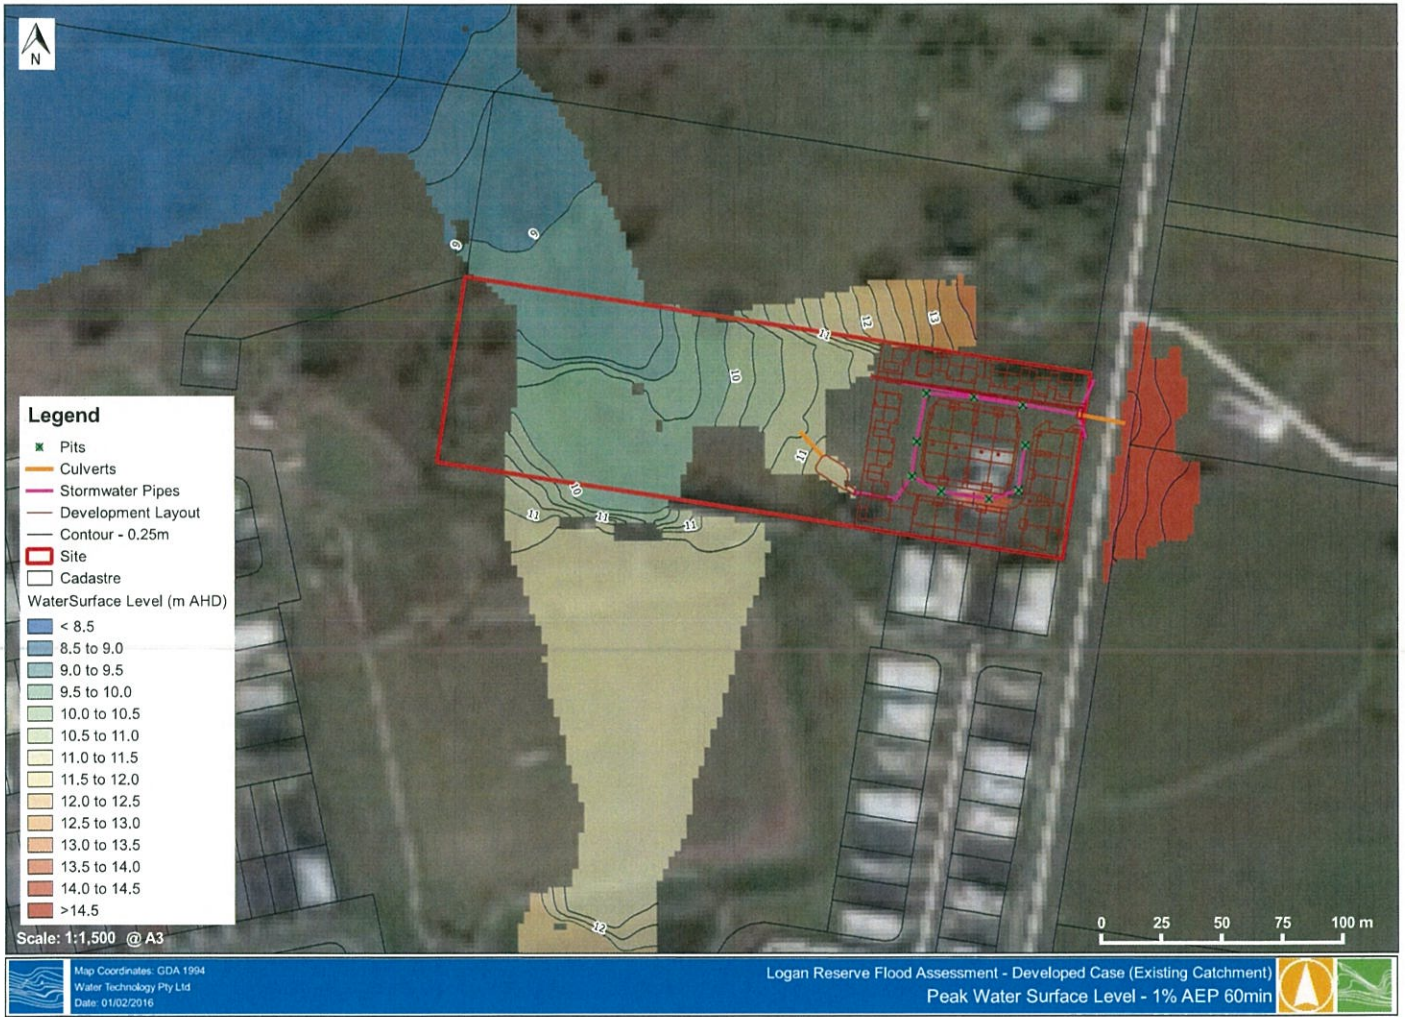 N
6
6
13
12
11
10
11
10
11
11
11
12
Legend
Pits
Culverts
Stormwater Pipes
Development Layout
Contour - 0.25m
Site
Cadastre
WaterSurface Level (m AHD)
< 8.5
8.5 to 9.0
9.0 to 9.5
9.5 to 10.0
10.0 to 10.5
10.5 to 11.0
11.0 to 11.5
11.5 to 12.0
12.0 to 12.5
12.5 to 13.0
13.0 to 13.5
13.5 to 14.0
14.0 to 14.5
>14.5
Scale: 1:1,500 @ A3
0 25 50 75 100 m
Map Coordinates: GDA 1994
Water Technology Pty Ltd
Date: 01/02/2016
Logan Reserve Flood Assessment - Developed Case (Existing Catchment)
Peak Water Surface Level - 1% AEP 60min